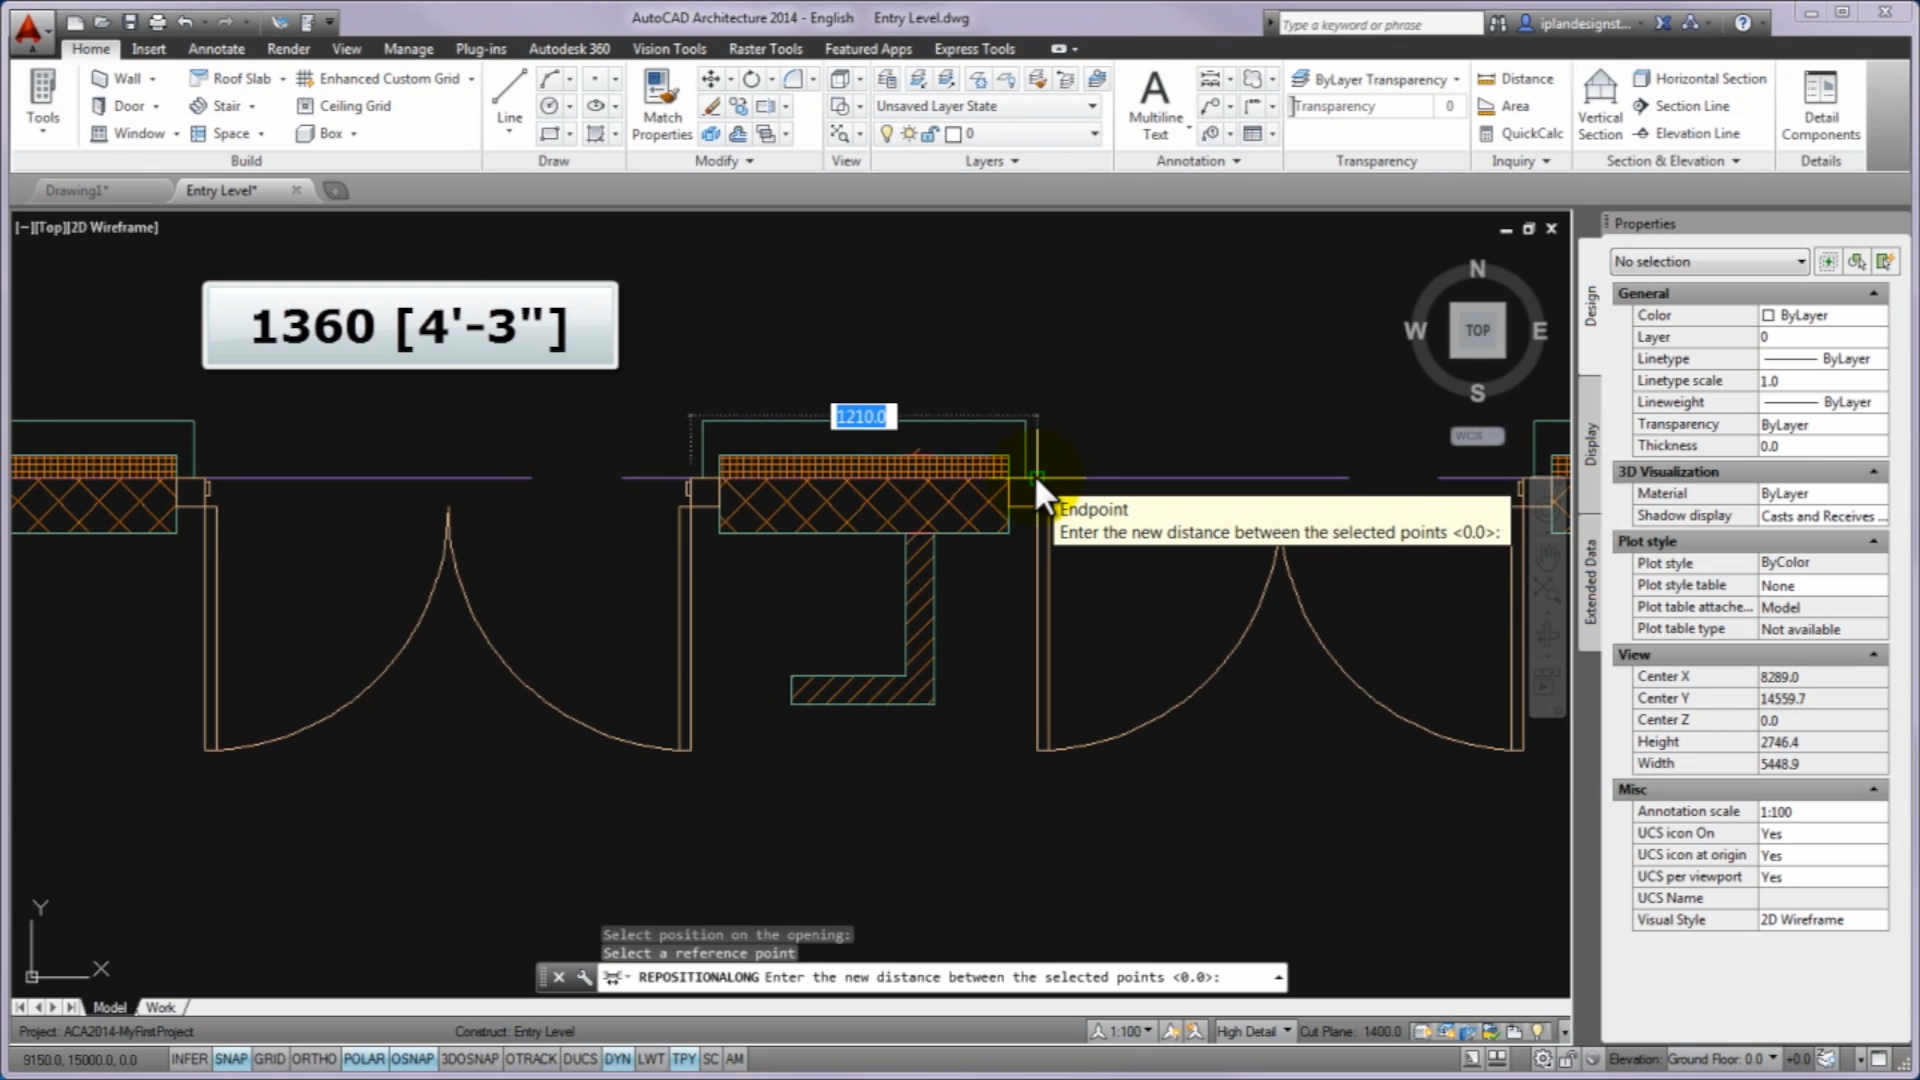 AutoCAD Architecture 2014 - English Entry Level.dwg
Type a keyword or phrase
iplandesignst...
Home Insert Annotate Render View Manage Plug-ins Autodesk 360 Vision Tools Raster Tools Featured Apps Express Tools
Wall Roof Slab Enhanced Custom Grid
ByLayer Transparency Distance Horizontal Section
Door Stair Ceiling Grid Unsaved Layer State Transparency 0 Area Section Line
Tools Line Match Properties Multiline Text Vertical Section Detail Components
Window Space Box 0 QuickCalc Elevation Line
Build Draw Modify View Layers Annotation Transparency Inquiry Section & Elevation Details
Drawing1* Entry Level*
[−][Top][2D Wireframe]
1360 [4'-3"]
N
W TOP E
S
WCS
1210.0
Endpoint
Enter the new distance between the selected points <0.0>:
Y
X
Select position on the opening:
Select a reference point
REPOSITIONALONG Enter the new distance between the selected points <0.0>:
Properties
No selection
Design
Display
Extended Data
General
Color ByLayer
Layer 0
Linetype ByLayer
Linetype scale 1.0
Lineweight ByLayer
Transparency ByLayer
Thickness 0.0
3D Visualization
Material ByLayer
Shadow display Casts and Receives ...
Plot style
Plot style ByColor
Plot style table None
Plot table attache... Model
Plot table type Not available
View
Center X 8289.0
Center Y 14559.7
Center Z 0.0
Height 2746.4
Width 5448.9
Misc
Annotation scale 1:100
UCS icon On Yes
UCS icon at origin Yes
UCS per viewport Yes
UCS Name
Visual Style 2D Wireframe
Model Work
Project: ACA2014-MyFirstProject Construct: Entry Level 1:100 High Detail Cut Plane: 1400.0
9150.0, 15000.0, 0.0 INFER SNAP GRID ORTHO POLAR OSNAP 3DOSNAP OTRACK DUCS DYN LWT TPY SC AM Elevation: Ground Floor: 0.0 +0.0